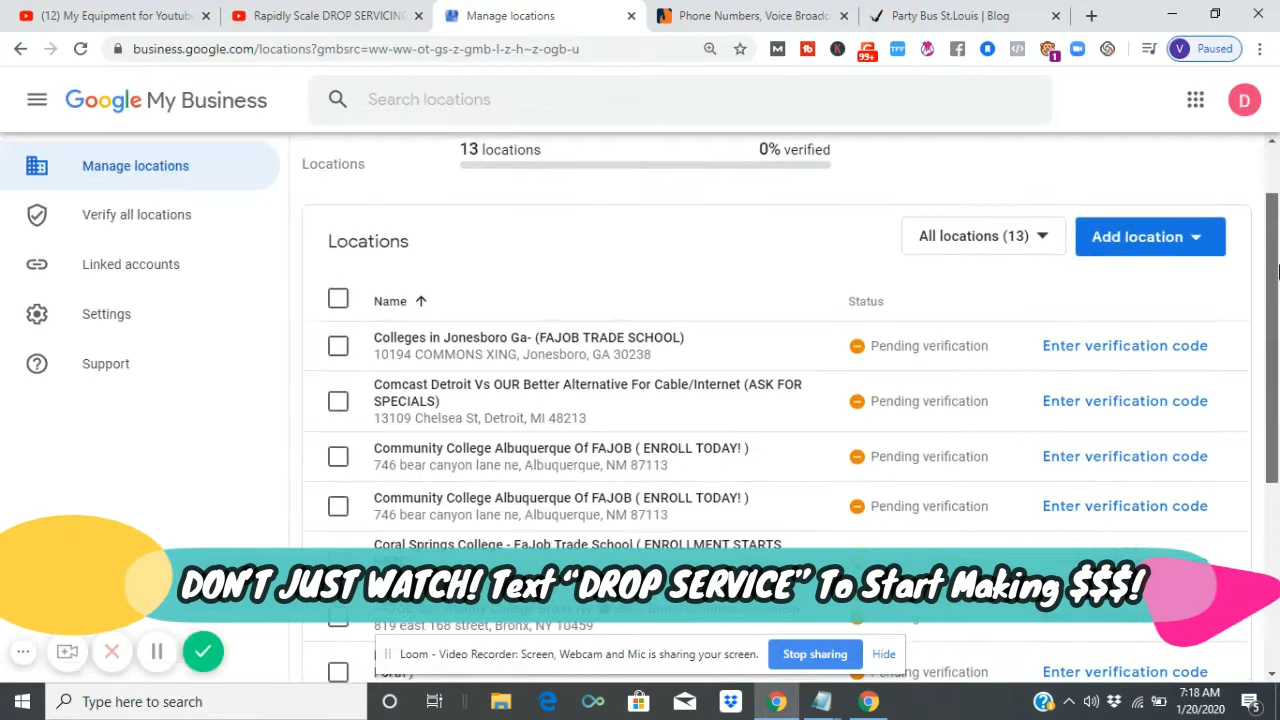 (12) My Equipment for Youtub
Rapidly Scale DROP SERVICIN
Manage locations
Phone Numbers, Voice Broadc
Party Bus St.Louis | Blog
business.google.com/locations?gmbsrc=ww-ww-ot-gs-z-gmb-l-z-h~z-ogb-u
99+
TFF
1
V Paused
Google My Business
Search locations
D
Manage locations
Verify all locations
Linked accounts
Settings
Support
Locations
13 locations
0% verified
Locations
All locations (13)
Add location
Name
Status
Colleges in Jonesboro Ga- (FAJOB TRADE SCHOOL)
10194 COMMONS XING, Jonesboro, GA 30238
Pending verification
Enter verification code
Comcast Detroit Vs OUR Better Alternative For Cable/Internet (ASK FOR
SPECIALS)
13109 Chelsea St, Detroit, MI 48213
Pending verification
Enter verification code
Community College Albuquerque Of FAJOB ( ENROLL TODAY! )
746 bear canyon lane ne, Albuquerque, NM 87113
Pending verification
Enter verification code
Community College Albuquerque Of FAJOB ( ENROLL TODAY! )
746 bear canyon lane ne, Albuquerque, NM 87113
Pending verification
Enter verification code
Coral Springs College - FaJob Trade School ( ENROLLMENT STARTS
DON'T JUST WATCH! Text "DROP SERVICE" To Start Making $$$!
819 east 168 street, Bronx, NY 10459
Loom - Video Recorder: Screen, Webcam and Mic is sharing your screen.
Stop sharing
Hide
Enter verification code
Type here to search
7:18 AM
1/20/2020
5